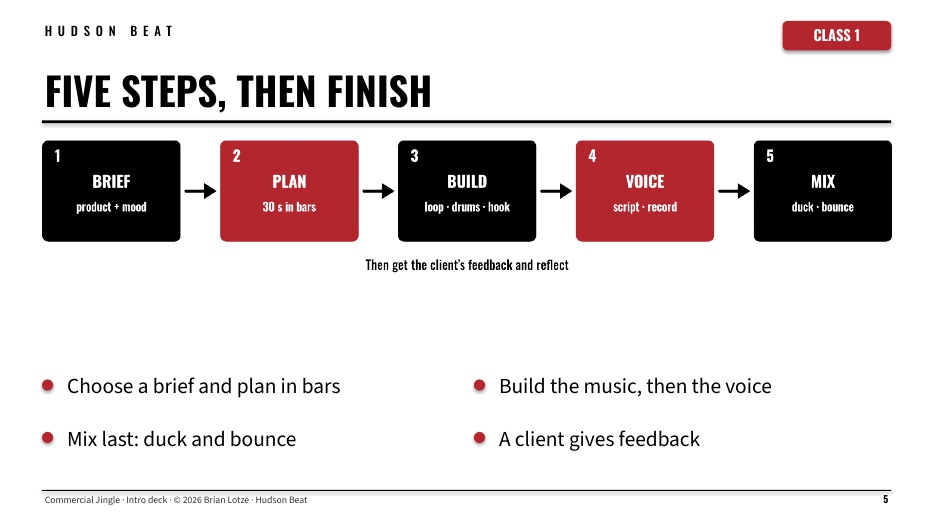 HUDSON BEAT
CLASS 1
FIVE STEPS, THEN FINISH
1
BRIEF
product + mood
2
PLAN
30 s in bars
3
BUILD
loop · drums · hook
4
VOICE
script · record
5
MIX
duck · bounce
Then get the client's feedback and reflect
Choose a brief and plan in bars
Build the music, then the voice
Mix last: duck and bounce
A client gives feedback
Commercial Jingle · Intro deck · © 2026 Brian Lotze · Hudson Beat
5